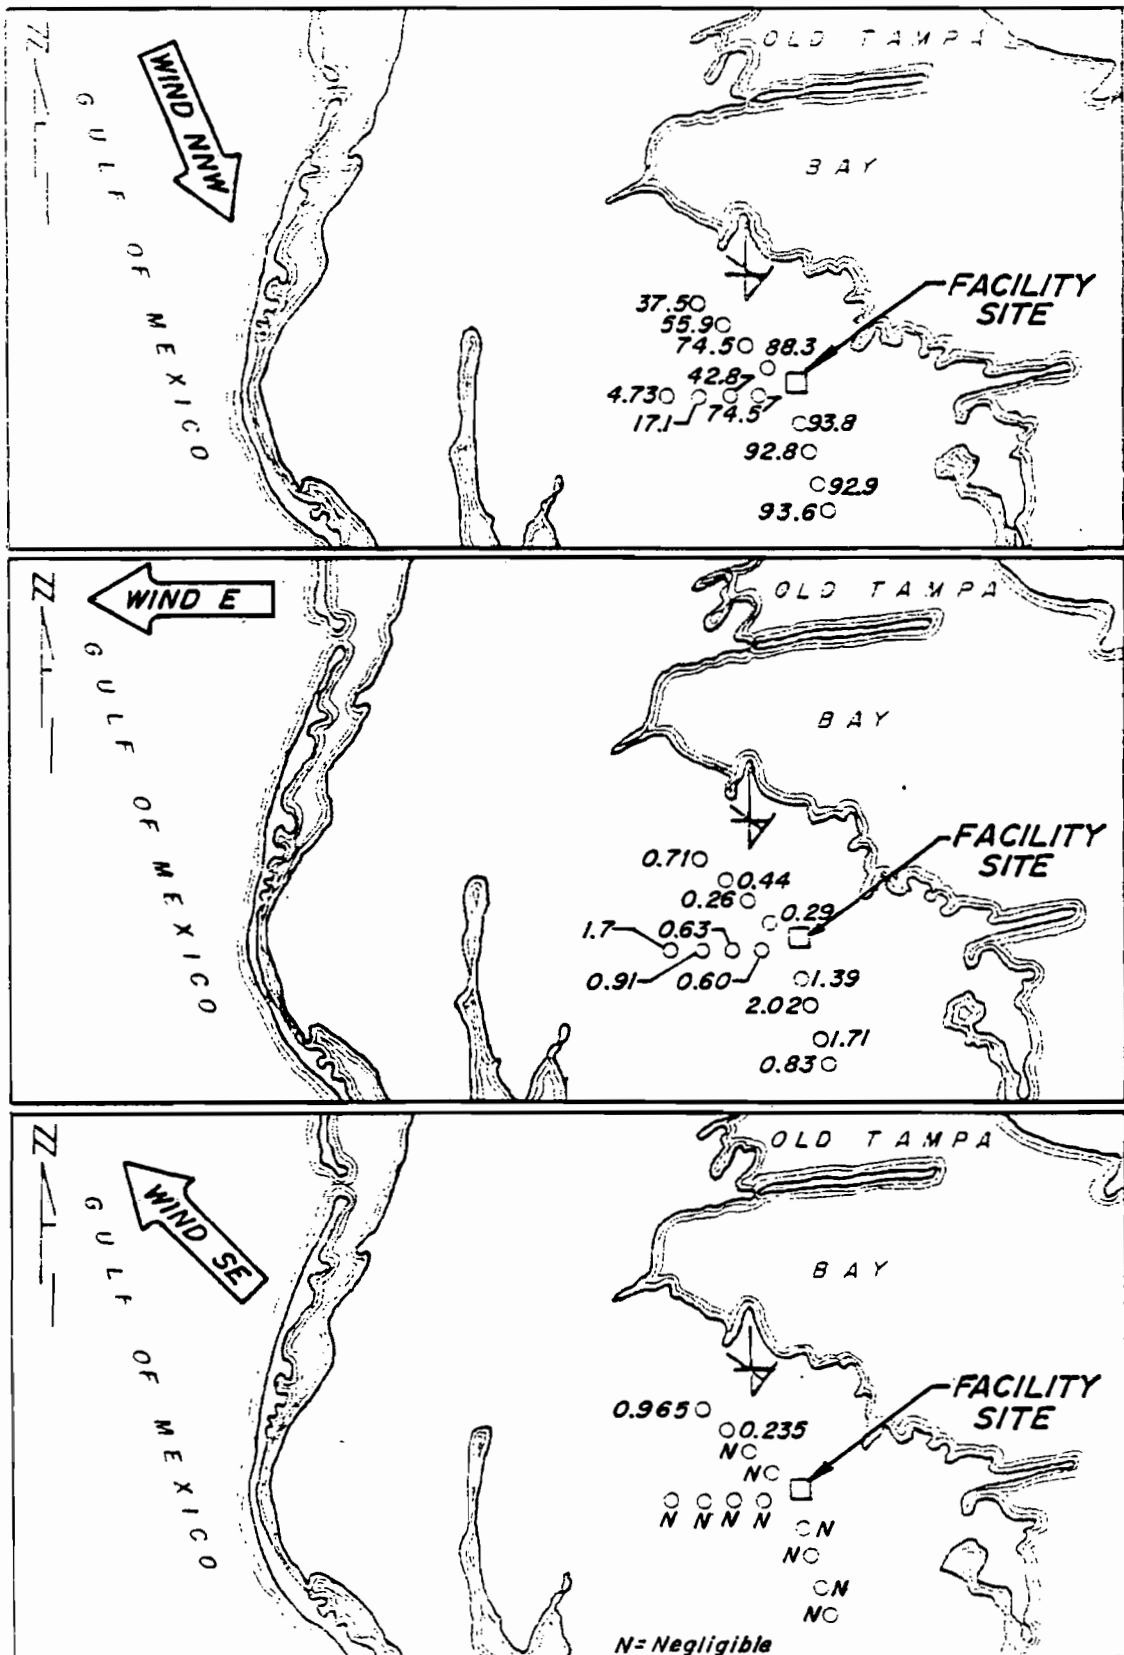 OLD TAMPA
WIND NNW
GULF OF MEXICO
BAY
FACILITY
SITE
37.5
55.9
74.5 88.3
42.8
4.73
17.1 74.5
93.8
92.8
92.9
93.6
WIND E
OLD TAMPA
GULF OF MEXICO
BAY
FACILITY
SITE
0.71
0.44
0.26
0.29
1.7 0.63
0.91 0.60
1.39
2.02
1.71
0.83
OLD TAMPA
WIND SE
GULF OF MEXICO
BAY
FACILITY
SITE
0.965
0.235
N
N
N N N N
N
N
N
N
N=Negligible